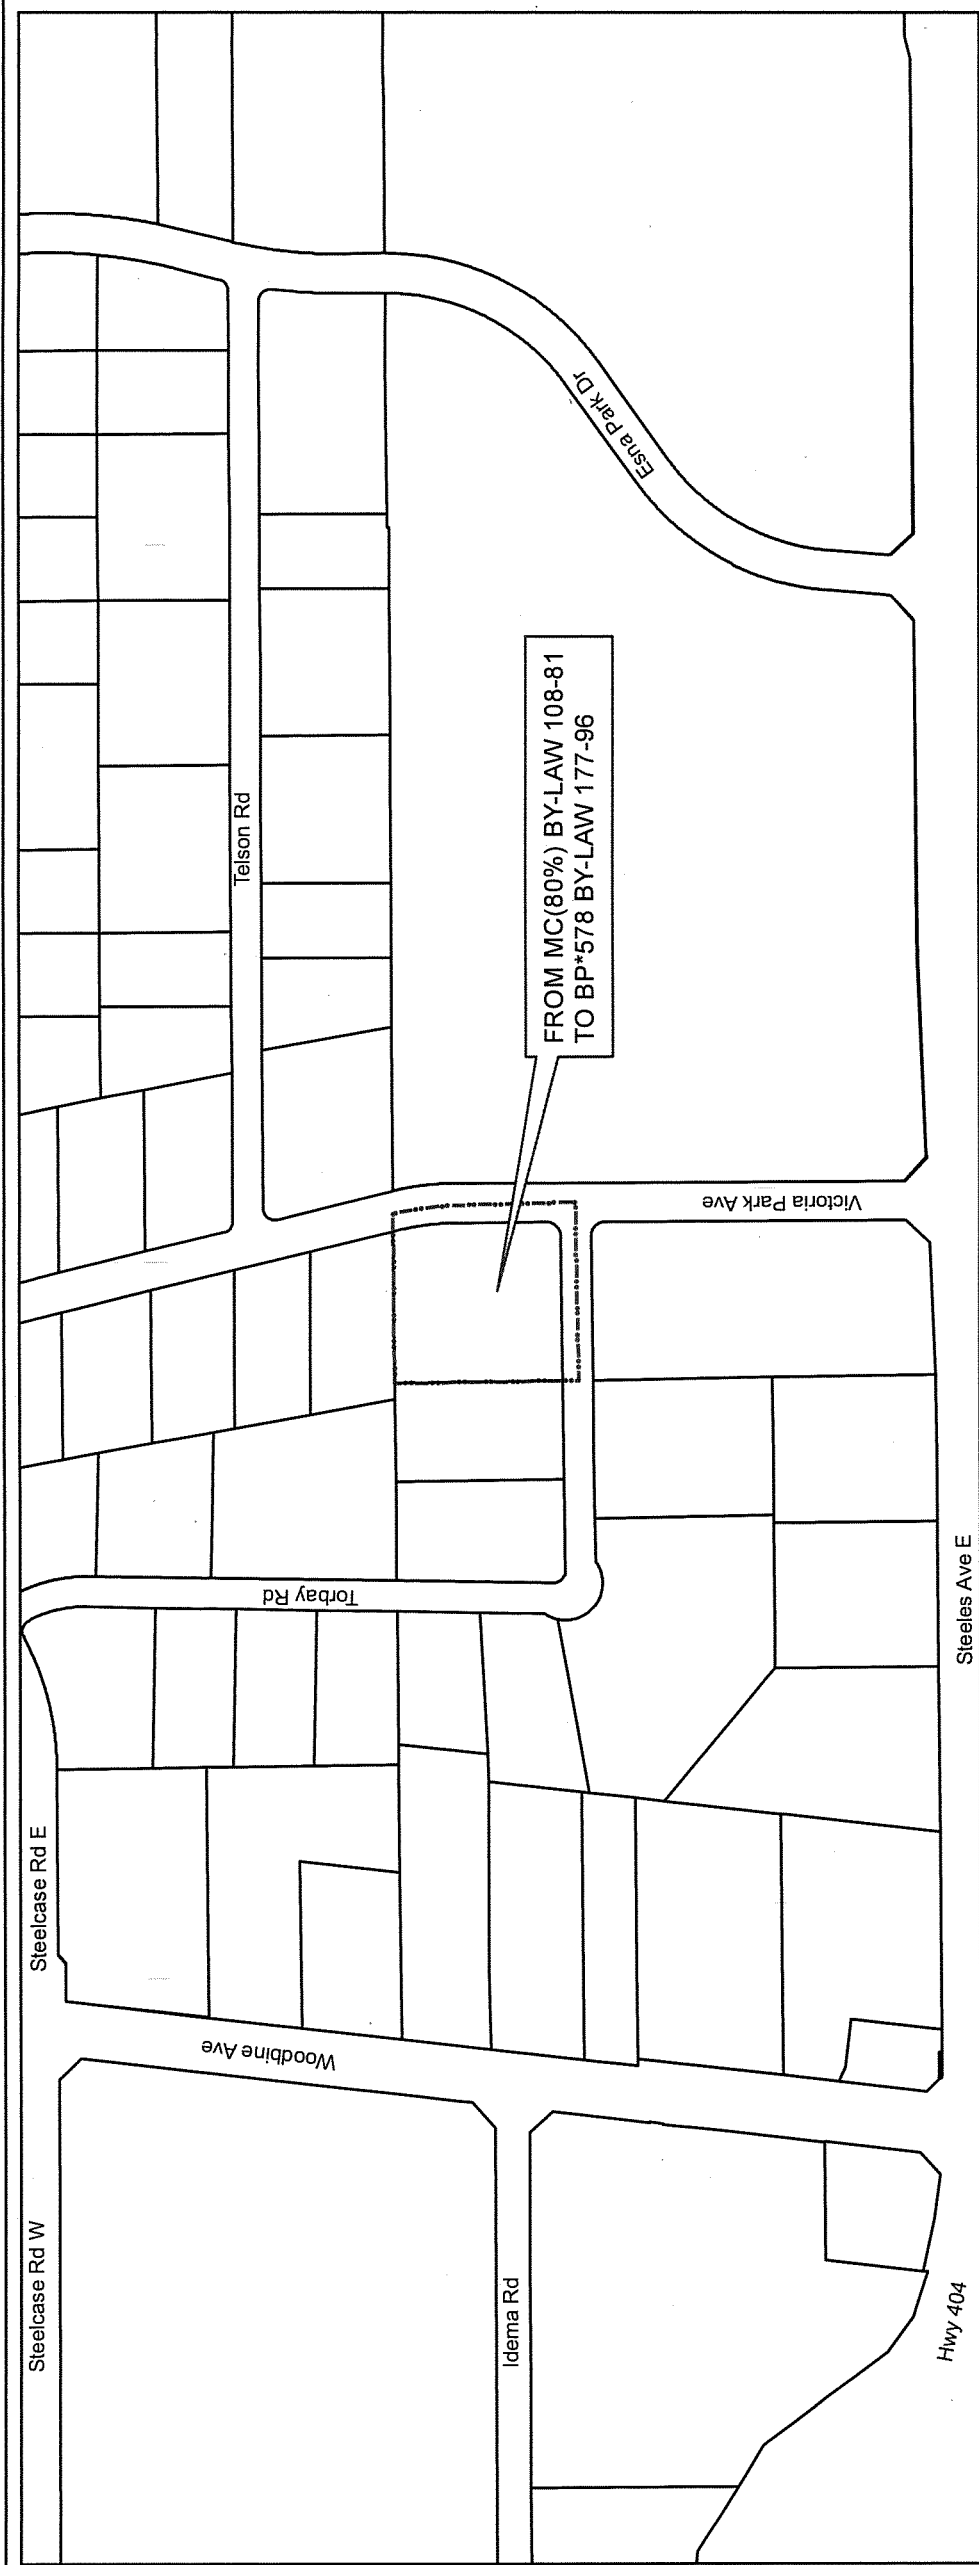 Steelcase Rd W
Steelcase Rd E
Woodbine Ave
Torbay Rd
Telson Rd
Idema Rd
Esna Park Dr
FROM MC(80%) BY-LAW 108-81
TO BP*578 BY-LAW 177-96
Victoria Park Ave
Hwy 404
Steeles Ave E